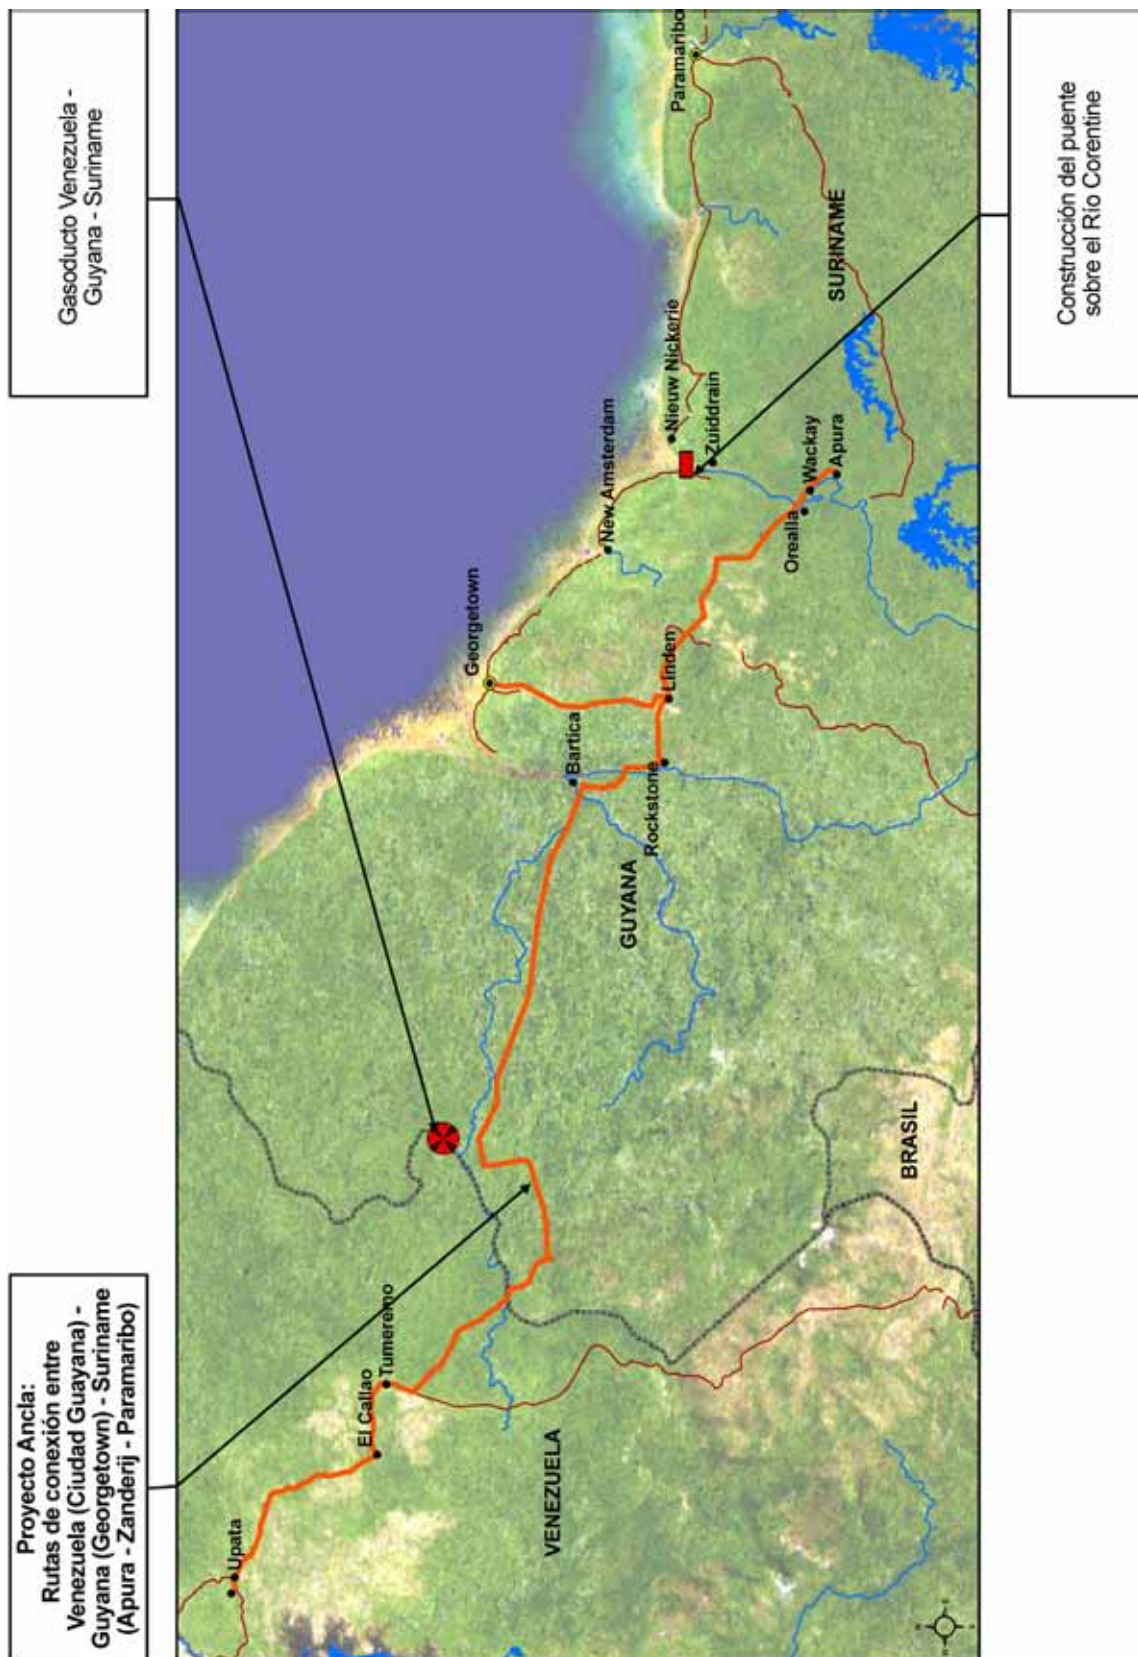 Proyecto Ancla:
Rutas de conexión entre
Venezuela (Ciudad Guayana) -
Guyana (Georgetown) - Suriname
(Apura - Zanderij - Paramaribo)
Gasoducto Venezuela -
Guyana - Suriname
Upata
El Callao
Tumeremo
VENEZUELA
BRASIL
GUYANA
Bartica
Rockstone
Georgetown
Linden
New Amsterdam
Nieuw Nickerie
Zuiddrain
Orealla
Wackay
Apura
SURINAME
Paramaribo
Construcción del puente
sobre el Río Corentine